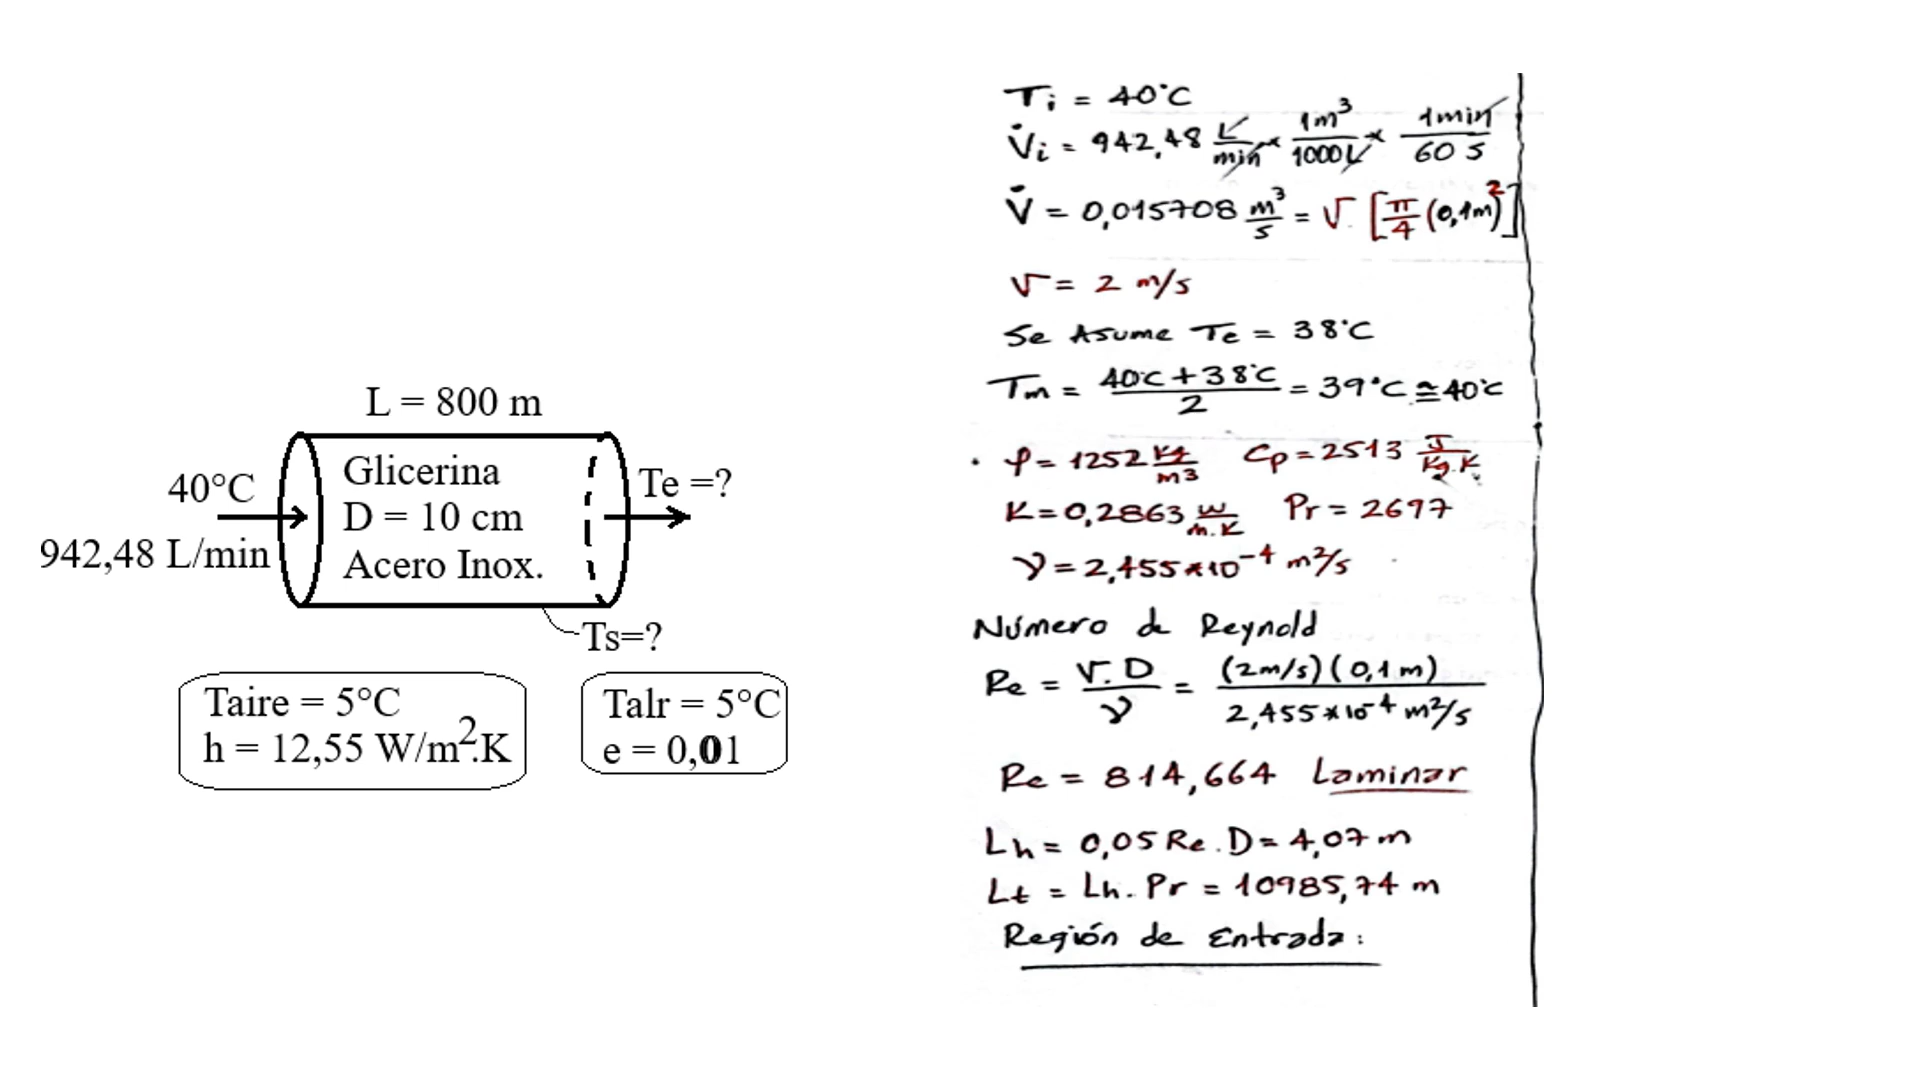 L = 800 m
40°C
942,48 L/min
Glicerina
D = 10 cm
Acero Inox.
Te =?
Ts=?
Taire = 5°C
h = 12,55 W/m².K
Talr = 5°C
e = 0,01
Ti = 40°C
V̇i = 942,48 L/min × 1m³/1000L × 1min/60 s
V̇ = 0,015708 m³/s = V. [π/4 (0,1m)²]
V = 2 m/s
Se Asume Te = 38°C
Tm = 40°C+38°C/2 = 39°C ≅ 40°C
· ρ = 1252 Kg/m³ Cp = 2513 J/Kg.K
K = 0,2863 W/m.K Pr = 2697
ν = 2,455×10⁻⁴ m²/s
Número de Reynold
Re = V.D/ν = (2m/s)(0,1m)/2,455×10⁻⁴ m²/s
Re = 814,664 Laminar
Lh = 0,05 Re.D = 4,07 m
Lt = Lh.Pr = 10985,74 m
Región de Entrada: